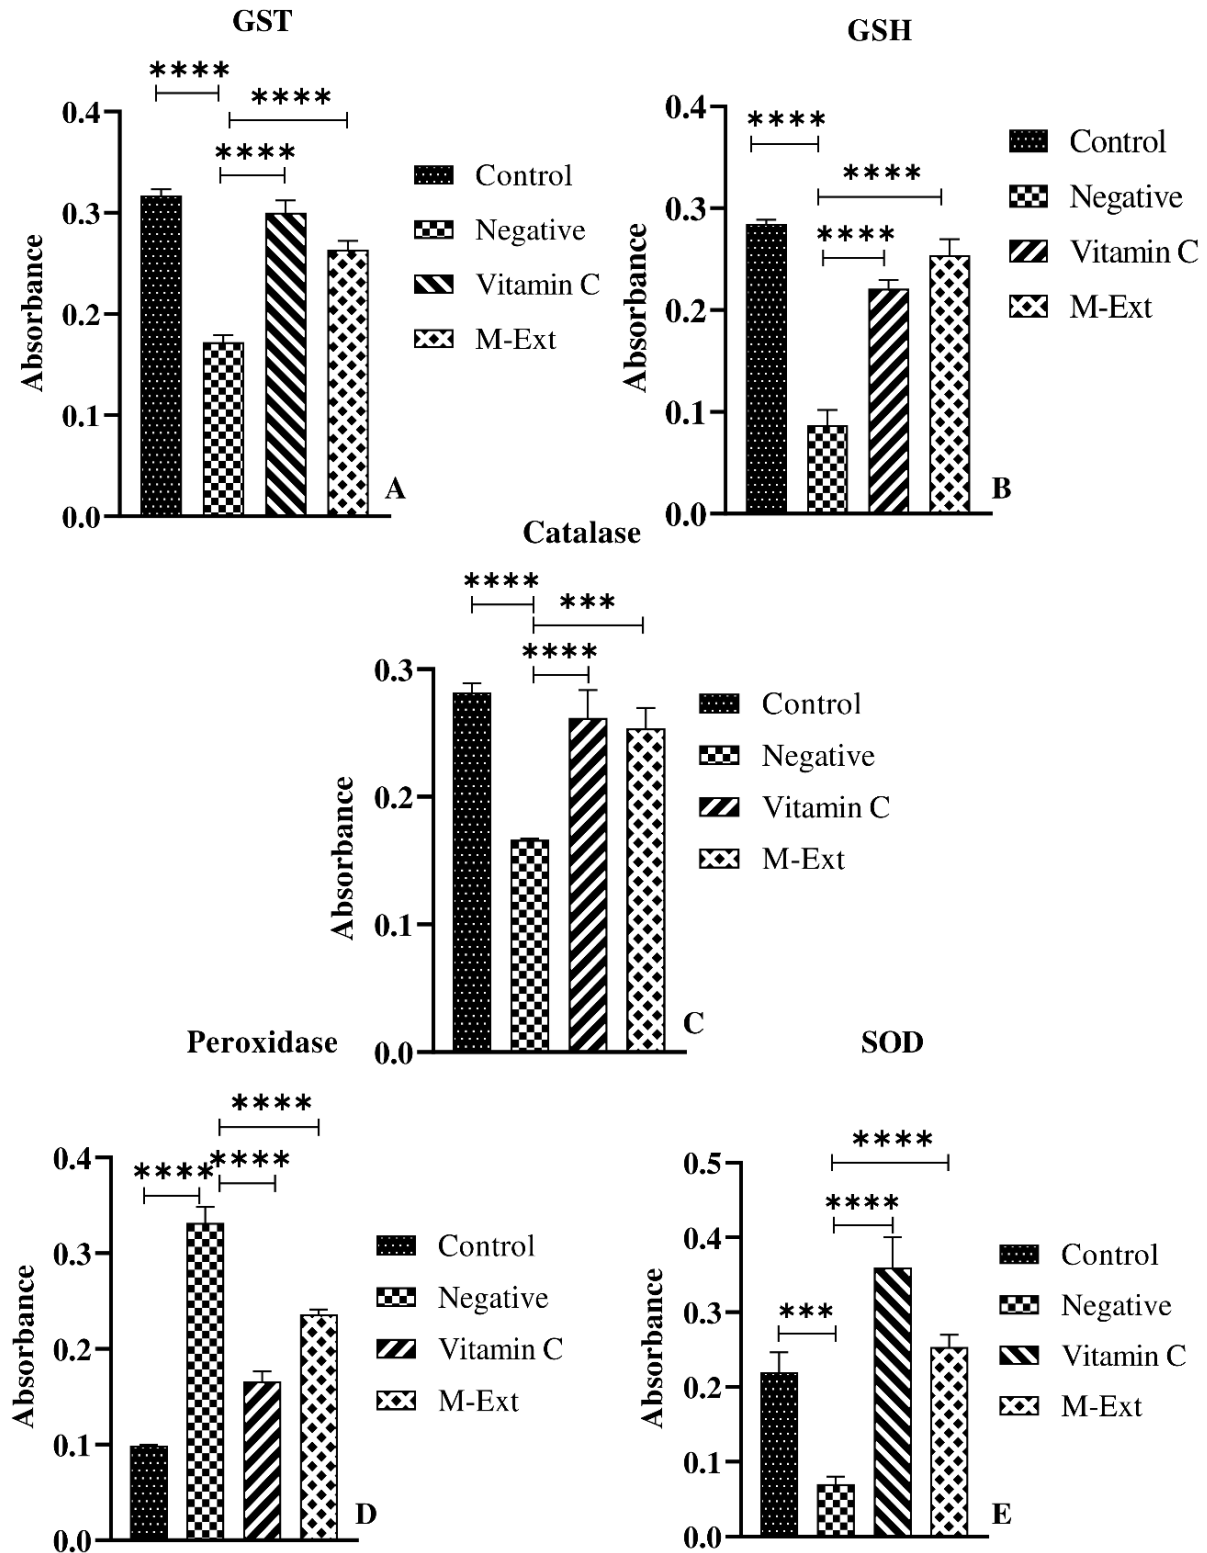 GST
****
****
****
0.4
0.3
0.2
0.1
0.0
Absorbance
Control
Negative
Vitamin C
M-Ext
A
GSH
****
****
****
0.4
0.3
0.2
0.1
0.0
Absorbance
Control
Negative
Vitamin C
M-Ext
B
Catalase
****
***
****
0.3
0.2
0.1
0.0
Absorbance
Control
Negative
Vitamin C
M-Ext
C
Peroxidase
****
****
****
0.4
0.3
0.2
0.1
0.0
Absorbance
Control
Negative
Vitamin C
M-Ext
D
SOD
****
****
***
0.5
0.4
0.3
0.2
0.1
0.0
Absorbance
Control
Negative
Vitamin C
M-Ext
E